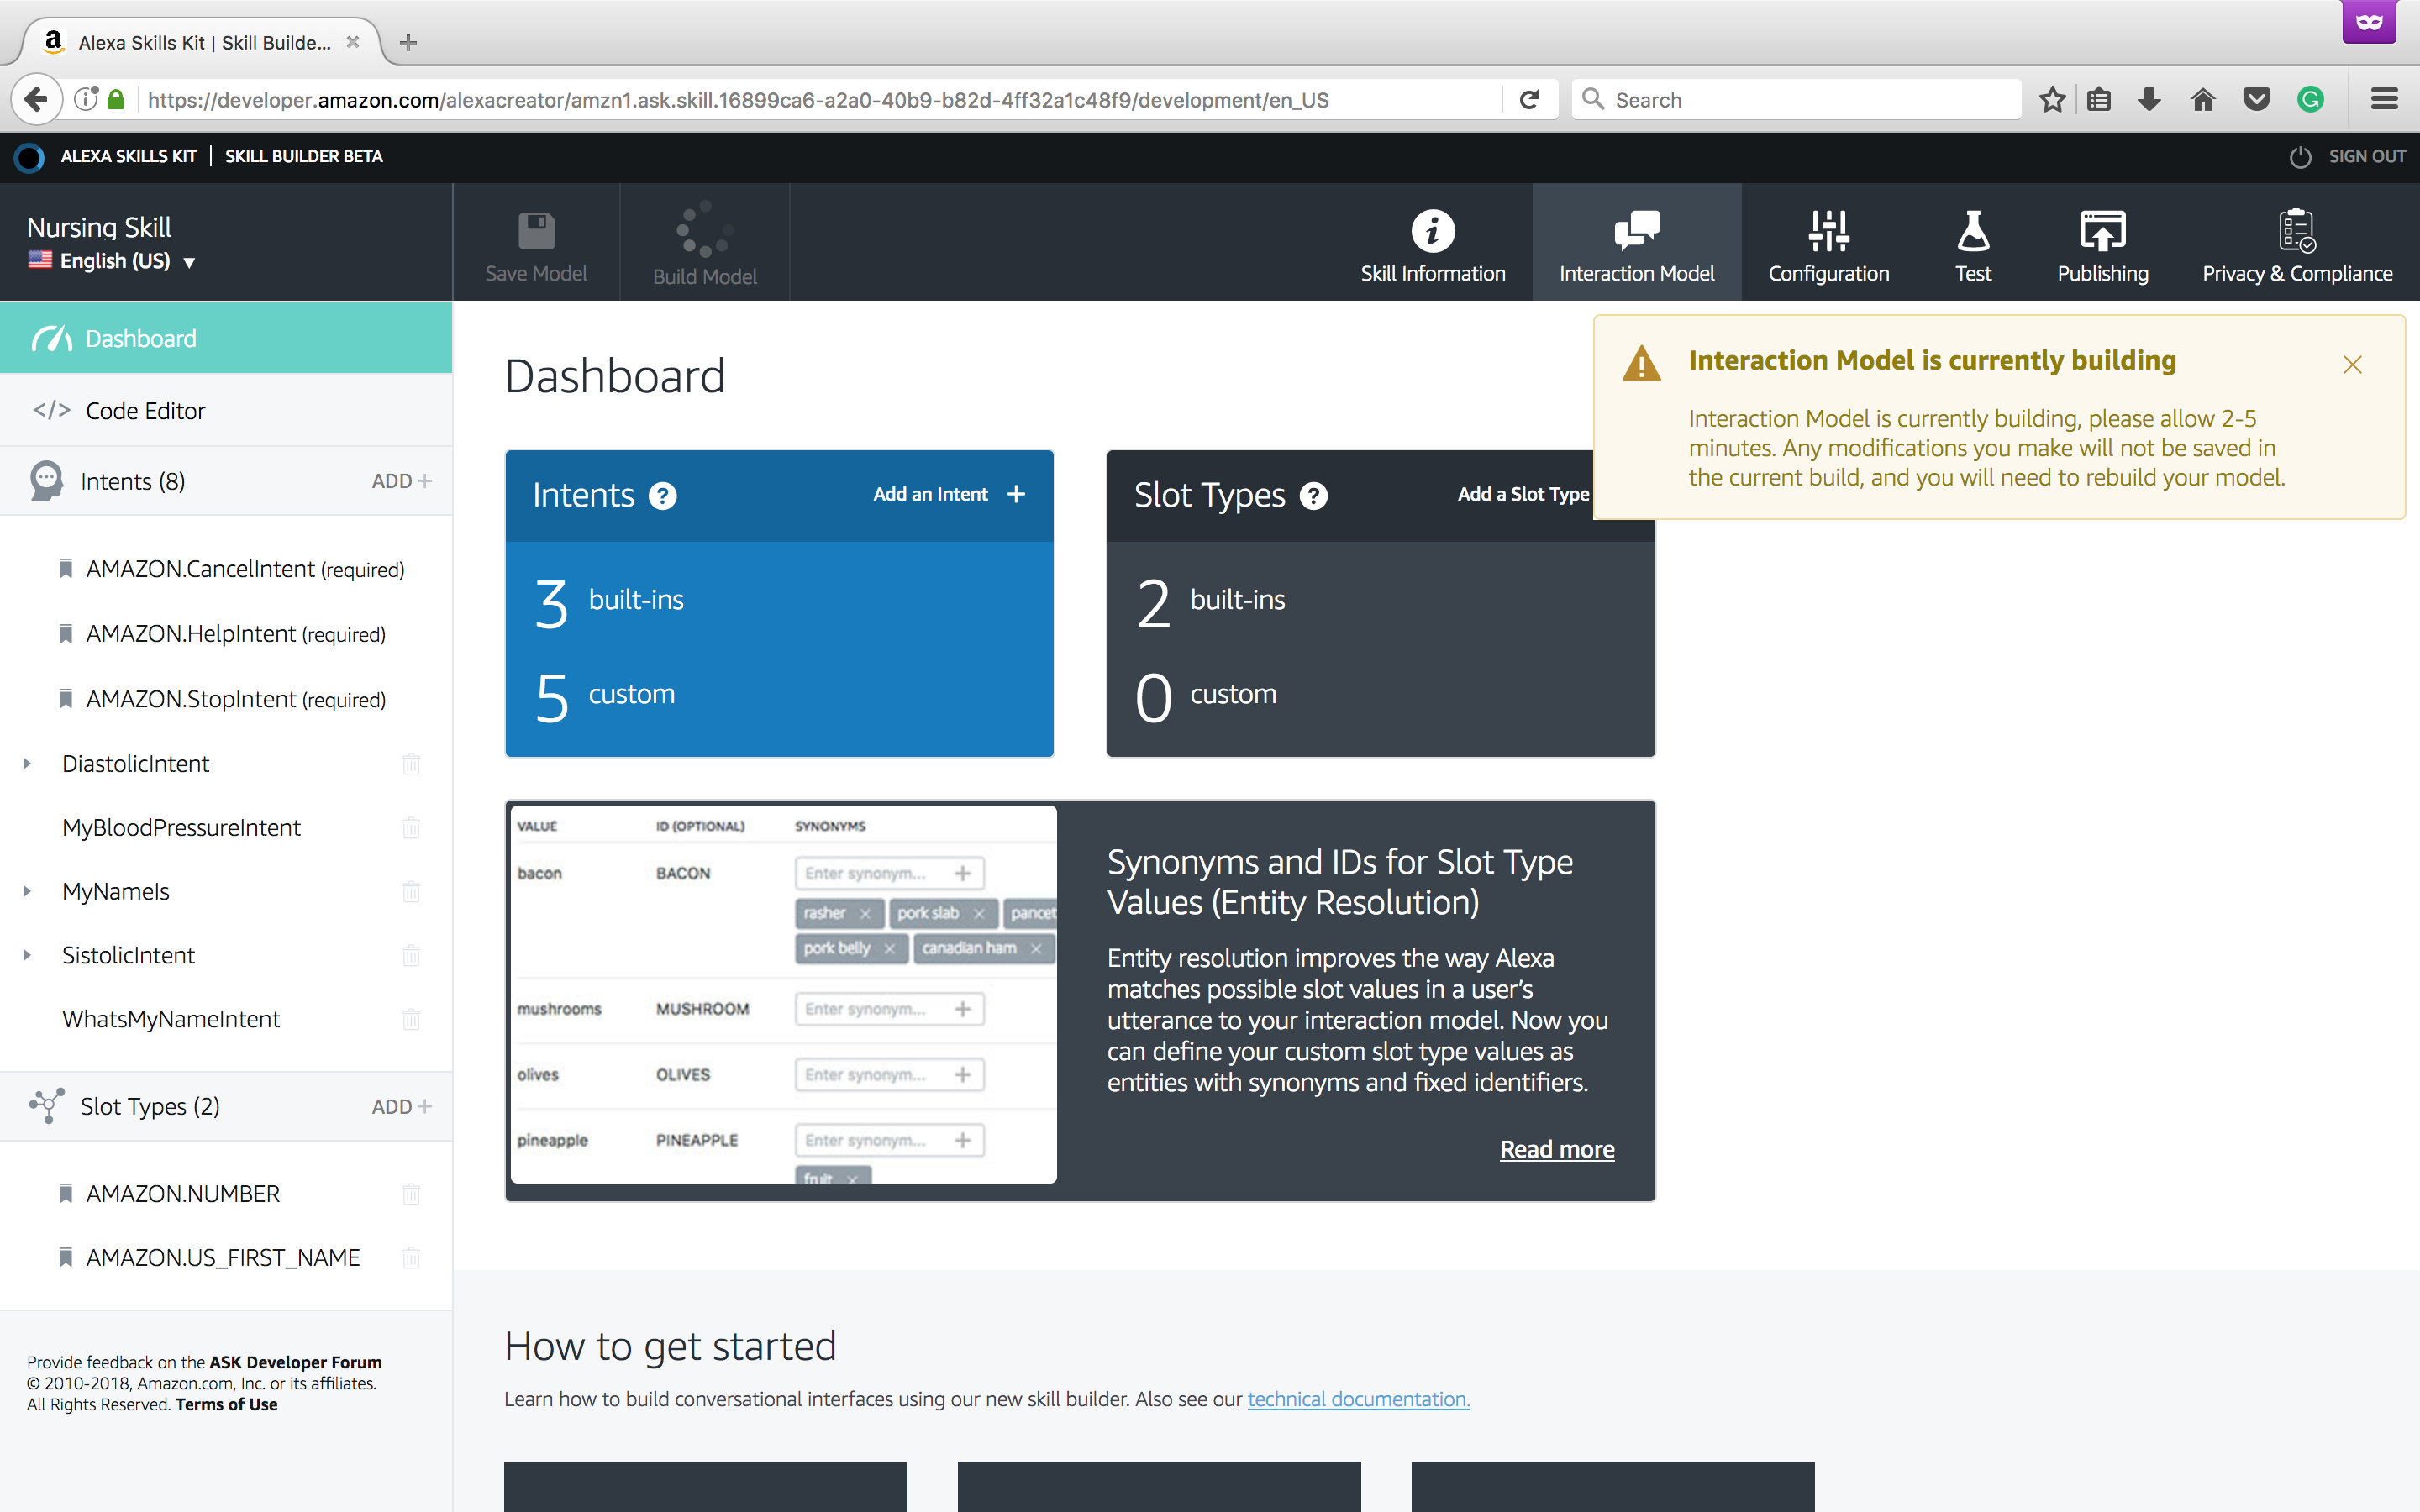 Alexa Skills Kit | Skill Builde...
https://developer.amazon.com/alexacreator/amzn1.ask.skill.16899ca6-a2a0-40b9-b82d-4ff32a1c48f9/development/en_US
Search
ALEXA SKILLS KIT | SKILL BUILDER BETA
SIGN OUT
Nursing Skill
English (US)
Save Model
Build Model
Skill Information
Interaction Model
Configuration
Test
Publishing
Privacy & Compliance
Dashboard
</> Code Editor
Intents (8)
ADD +
AMAZON.CancelIntent (required)
AMAZON.HelpIntent (required)
AMAZON.StopIntent (required)
DiastolicIntent
MyBloodPressureIntent
MyNameIs
SistolicIntent
WhatsMyNameIntent
Slot Types (2)
ADD +
AMAZON.NUMBER
AMAZON.US_FIRST_NAME
Provide feedback on the ASK Developer Forum
© 2010-2018, Amazon.com, Inc. or its affiliates.
All Rights Reserved. Terms of Use
Dashboard
Interaction Model is currently building
Interaction Model is currently building, please allow 2-5
minutes. Any modifications you make will not be saved in
the current build, and you will need to rebuild your model.
Intents ?
Add an Intent +
3 built-ins
5 custom
Slot Types ?
Add a Slot Type
2 built-ins
0 custom
VALUE ID (OPTIONAL) SYNONYMS
bacon BACON Enter synonym... +
rasher × pork slab × pancet
pork belly × canadian ham ×
mushrooms MUSHROOM Enter synonym... +
olives OLIVES Enter synonym... +
pineapple PINEAPPLE Enter synonym... +
fruit ×
Synonyms and IDs for Slot Type
Values (Entity Resolution)
Entity resolution improves the way Alexa
matches possible slot values in a user’s
utterance to your interaction model. Now you
can define your custom slot type values as
entities with synonyms and fixed identifiers.
Read more
How to get started
Learn how to build conversational interfaces using our new skill builder. Also see our technical documentation.